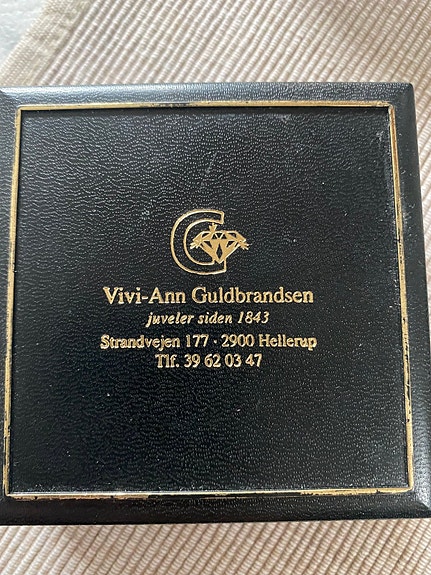 G
Vivi-Ann Guldbrandsen
juveler siden 1843
Strandvejen 177 · 2900 Hellerup
Tlf. 39 62 03 47